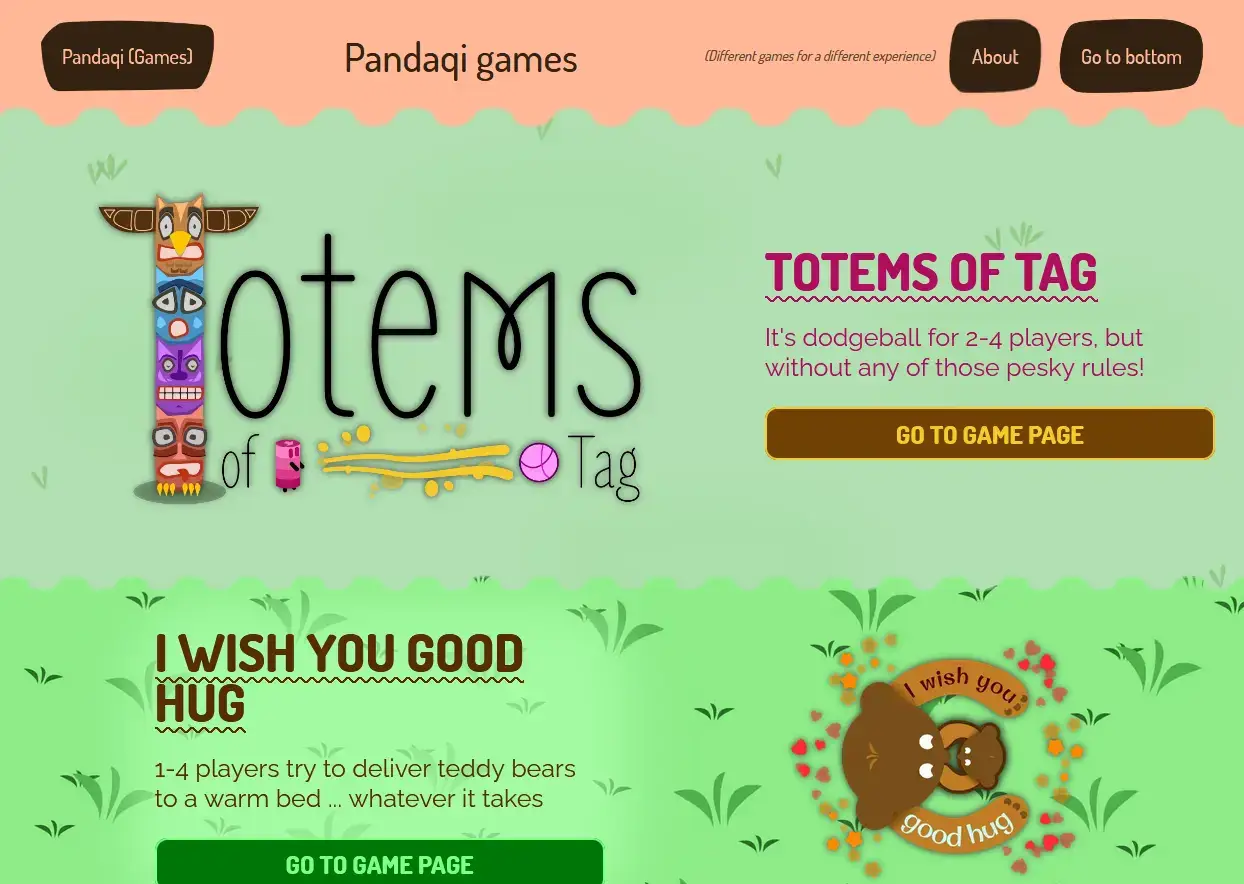 Pandaqi (Games)
Pandaqi games
(Different games for a different experience)
About
Go to bottom
Totems
of Tag
TOTEMS OF TAG
It's dodgeball for 2-4 players, but
without any of those pesky rules!
GO TO GAME PAGE
I WISH YOU GOOD
HUG
1-4 players try to deliver teddy bears
to a warm bed ... whatever it takes
GO TO GAME PAGE
I wish you
good hug